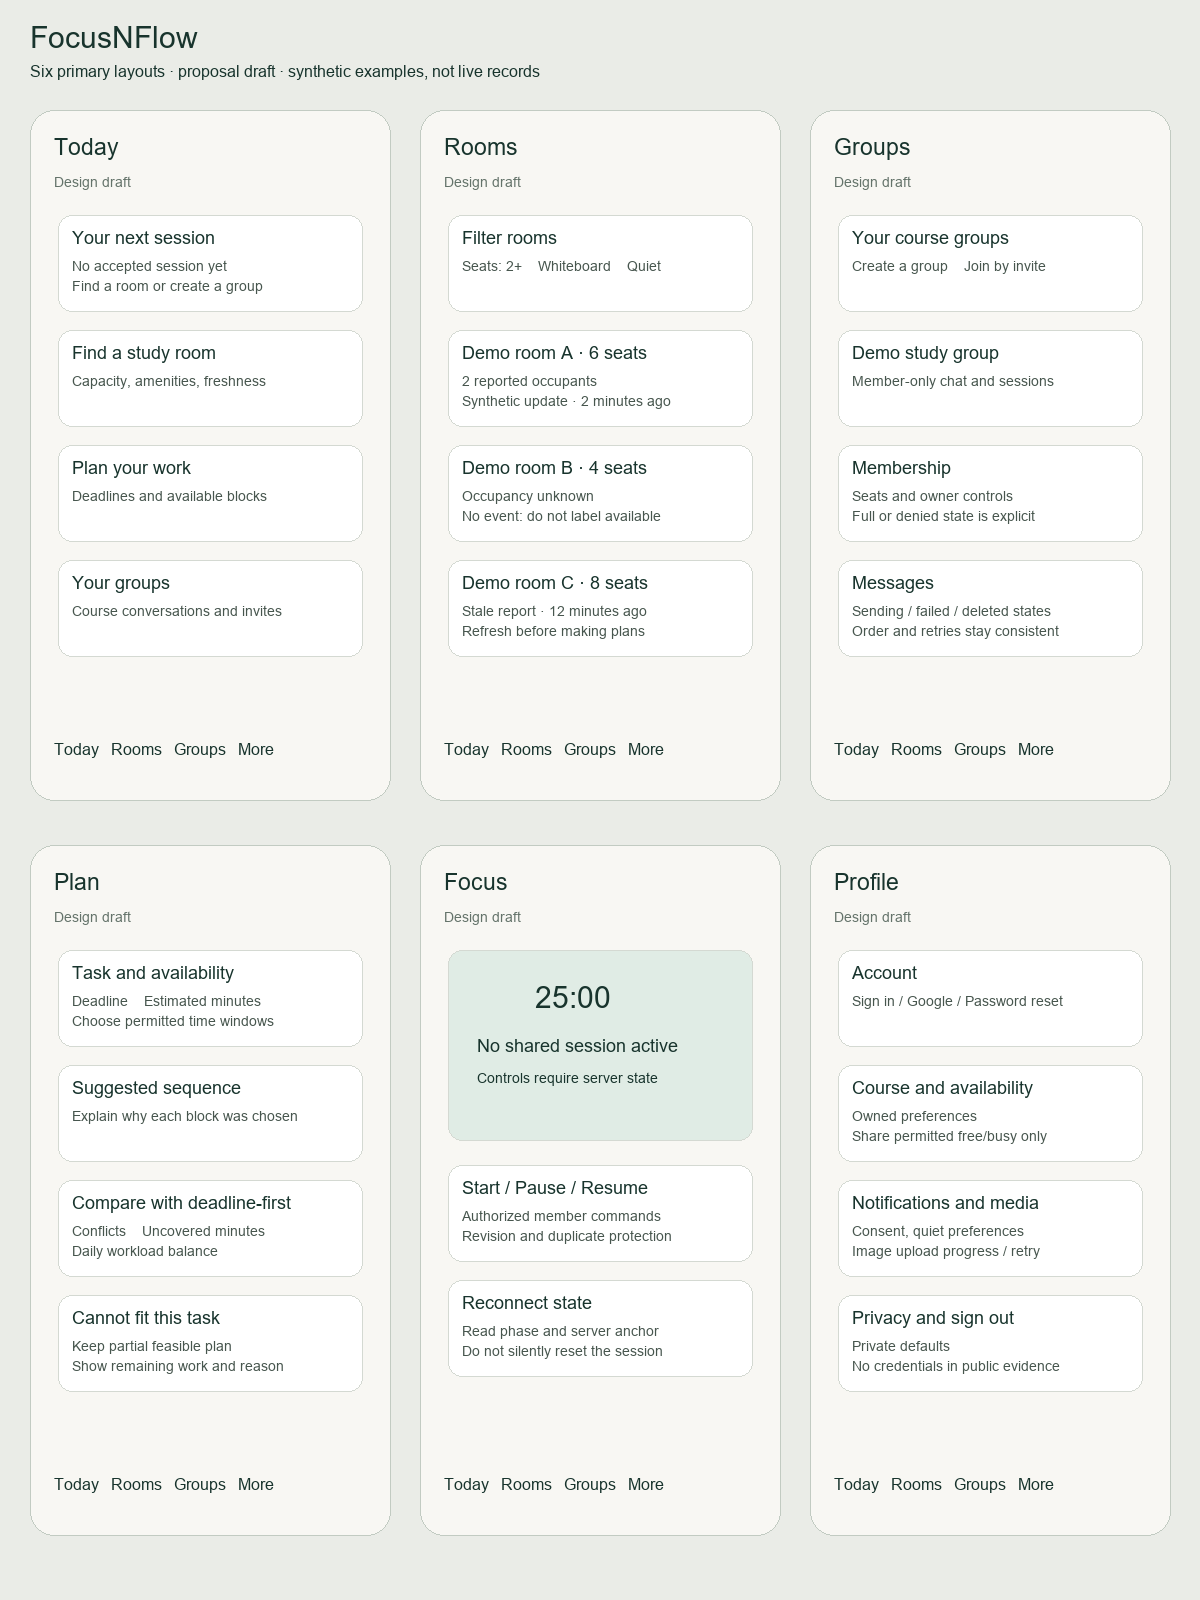 FocusNFlow
Six primary layouts · proposal draft · synthetic examples, not live records
Today
Design draft
Your next session
No accepted session yet
Find a room or create a group
Find a study room
Capacity, amenities, freshness
Plan your work
Deadlines and available blocks
Your groups
Course conversations and invites
Today Rooms Groups More
Rooms
Design draft
Filter rooms
Seats: 2+ Whiteboard Quiet
Demo room A · 6 seats
2 reported occupants
Synthetic update · 2 minutes ago
Demo room B · 4 seats
Occupancy unknown
No event: do not label available
Demo room C · 8 seats
Stale report · 12 minutes ago
Refresh before making plans
Today Rooms Groups More
Groups
Design draft
Your course groups
Create a group Join by invite
Demo study group
Member-only chat and sessions
Membership
Seats and owner controls
Full or denied state is explicit
Messages
Sending / failed / deleted states
Order and retries stay consistent
Today Rooms Groups More
Plan
Design draft
Task and availability
Deadline Estimated minutes
Choose permitted time windows
Suggested sequence
Explain why each block was chosen
Compare with deadline-first
Conflicts Uncovered minutes
Daily workload balance
Cannot fit this task
Keep partial feasible plan
Show remaining work and reason
Today Rooms Groups More
Focus
Design draft
25:00
No shared session active
Controls require server state
Start / Pause / Resume
Authorized member commands
Revision and duplicate protection
Reconnect state
Read phase and server anchor
Do not silently reset the session
Today Rooms Groups More
Profile
Design draft
Account
Sign in / Google / Password reset
Course and availability
Owned preferences
Share permitted free/busy only
Notifications and media
Consent, quiet preferences
Image upload progress / retry
Privacy and sign out
Private defaults
No credentials in public evidence
Today Rooms Groups More